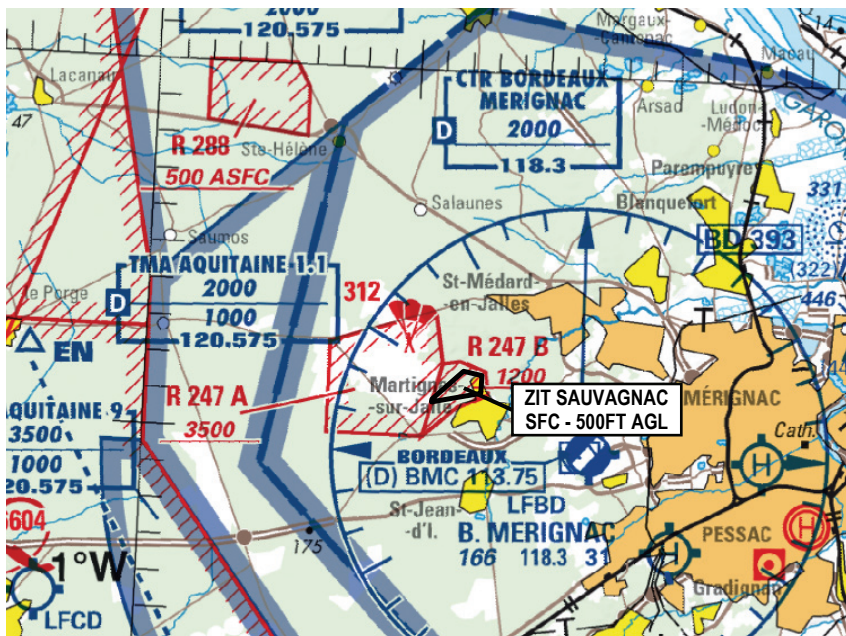 2000
120.575
Margaux-
-Cantenac
14
Lacanau
47
CTR BORDEAUX
MERIGNAC
D
2000
118.3
Macau
Arsad
Ludon
-Médoc
R 288
500 ASFC
Ste-Hélène
Parempuyre
331
Salaunes
Blanquefort
Saumos
BD 393
(322)
TMA AQUITAINE 1.1
D
2000
1000
120.575
le Porge
312
St-Médard
-en-Jalles
446
EN
R 247 B
1200
R 247 A
3500
Martignas-
-sur-Jalle
ZIT SAUVAGNAC
SFC - 500FT AGL
MÉRIGNAC
AQUITAINE 9
3500
1000
20.575
Cath.
BORDEAUX
(D) BMC 113.75
H
St-Jean-
-d'I.
LFBD
B. MERIGNAC
166 118.3 31
175
604
PESSAC
H
H
1°W
Gradignan
LFCD